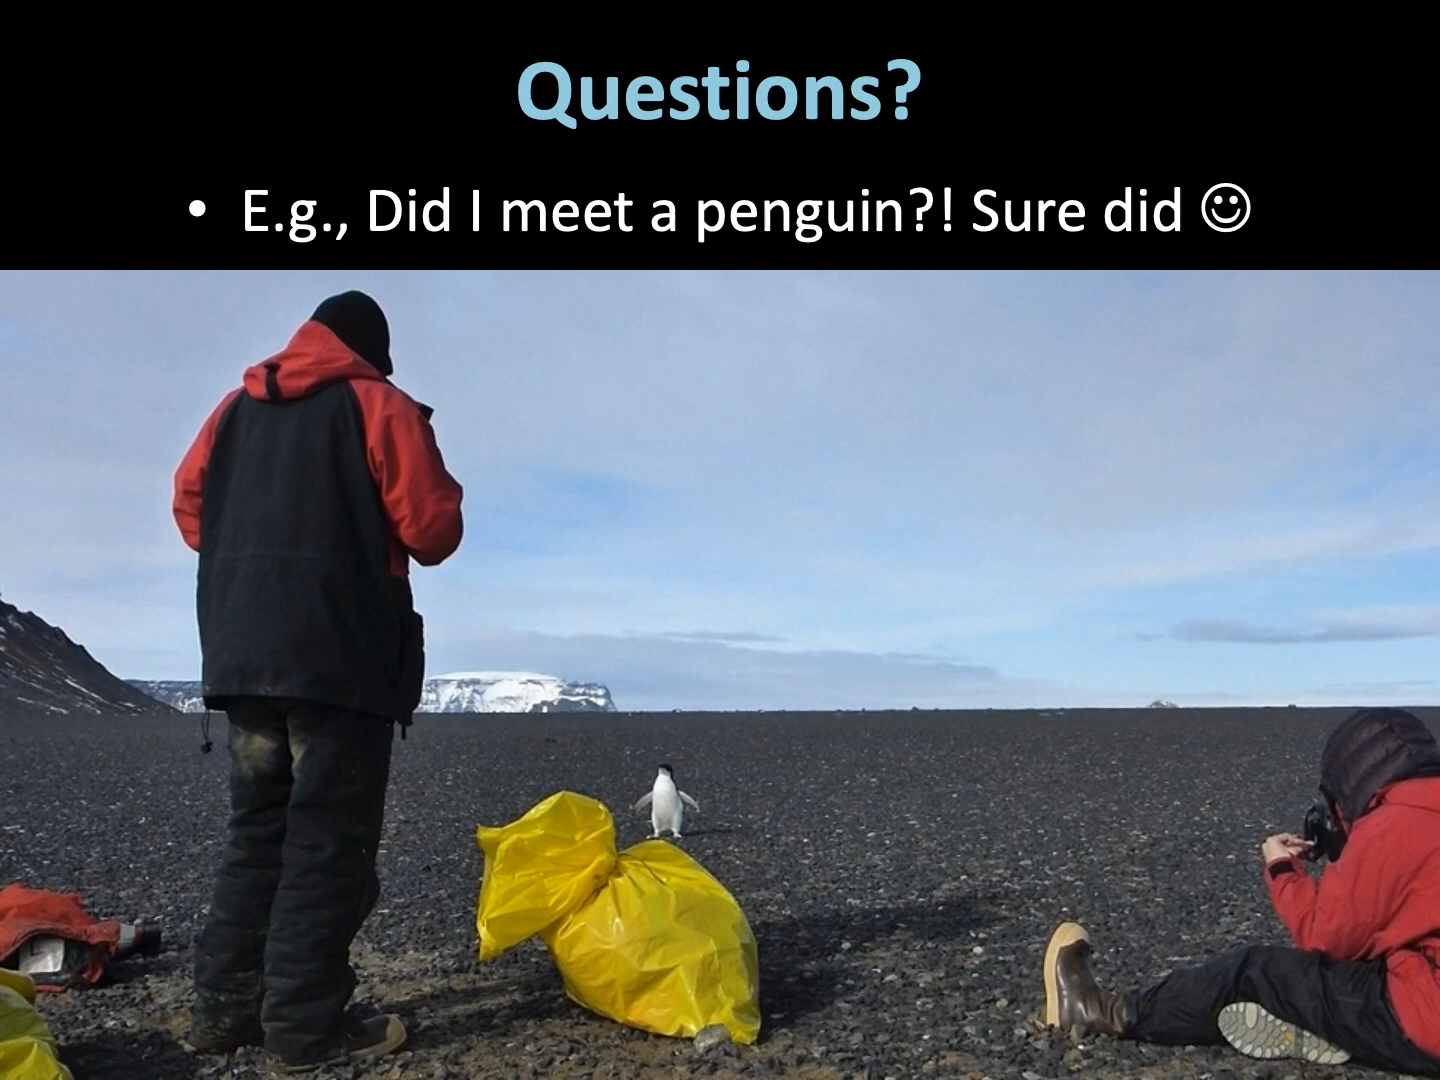 Questions?
• E.g., Did I meet a penguin?! Sure did ☺